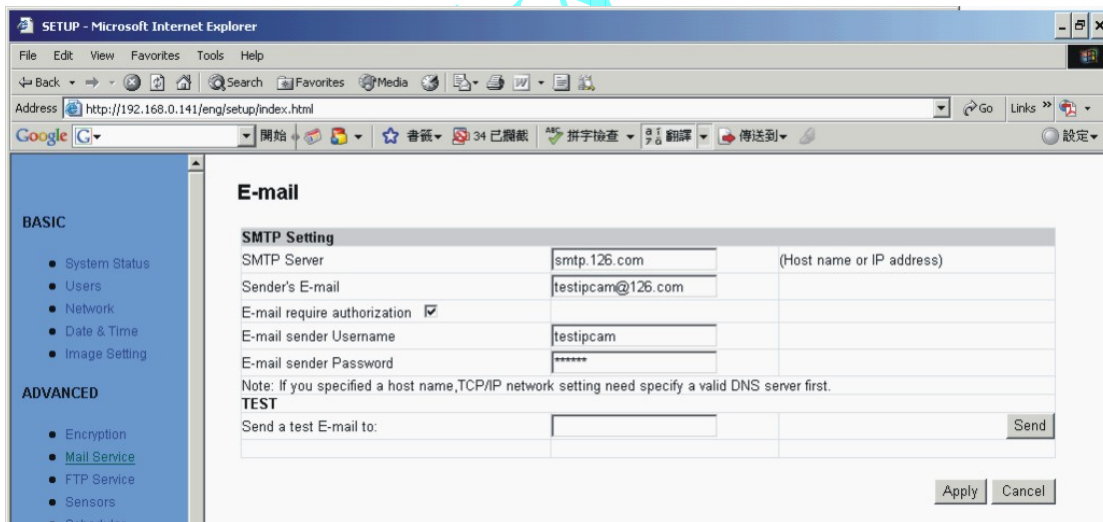 SETUP - Microsoft Internet Explorer
File Edit View Favorites Tools Help
Back Search Favorites Media
Address http://192.168.0.141/eng/setup/index.html Go Links »
Google G 開始 書籤 34 已攔截 ABC 拼字檢查 翻譯 傳送到 設定
E-mail
BASIC
System Status
Users
Network
Date & Time
Image Setting
ADVANCED
Encryption
Mail Service
FTP Service
Sensors
SMTP Setting
SMTP Server smtp.126.com (Host name or IP address)
Sender's E-mail testipcam@126.com
E-mail require authorization
E-mail sender Username testipcam
E-mail sender Password ******
Note: If you specified a host name,TCP/IP network setting need specify a valid DNS server first.
TEST
Send a test E-mail to: Send
Apply Cancel